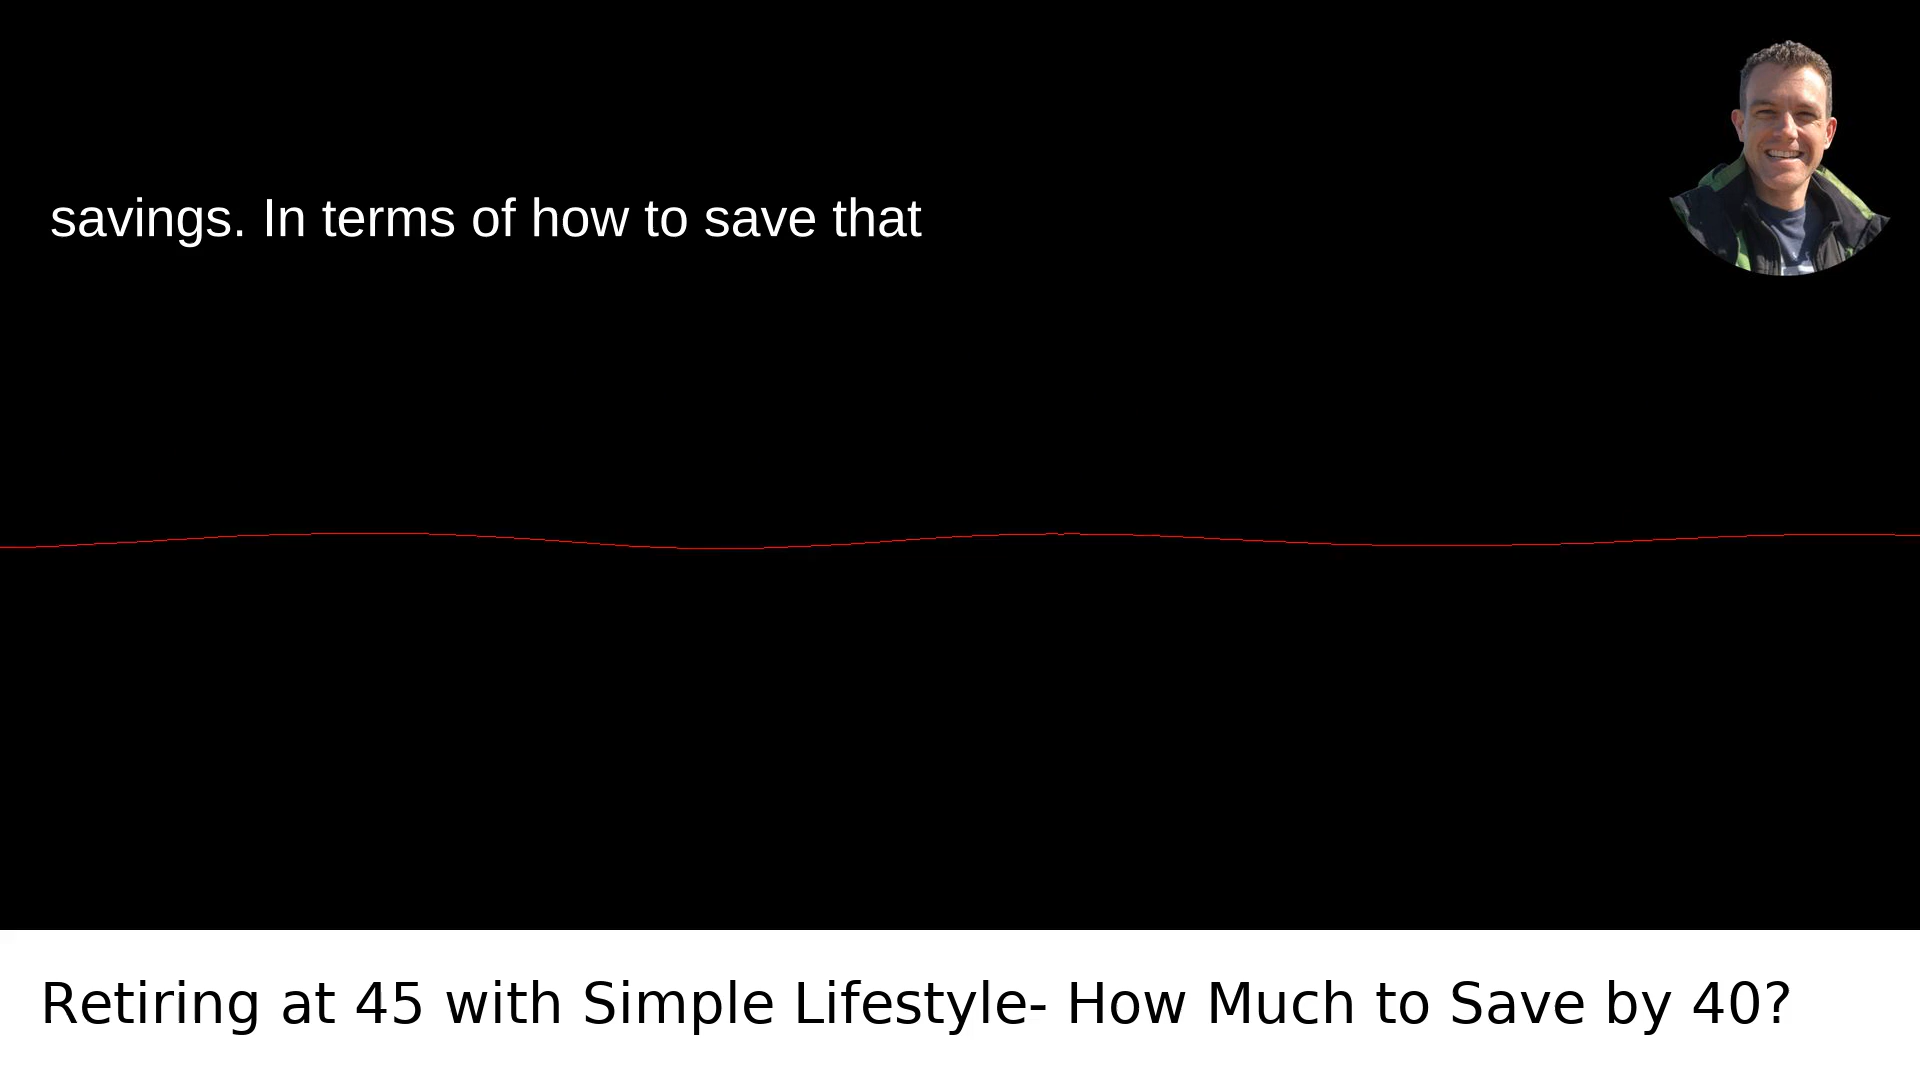 savings. In terms of how to save that
Retiring at 45 with Simple Lifestyle- How Much to Save by 40?